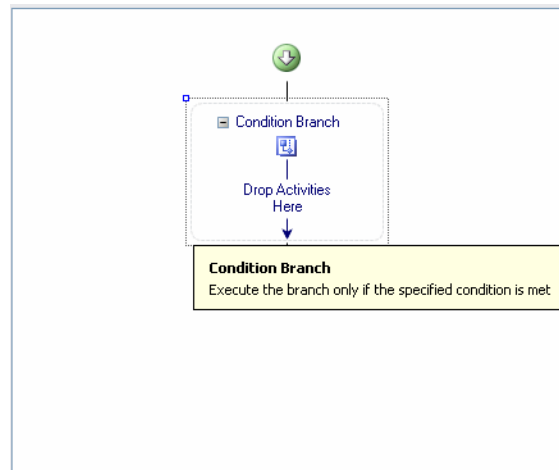 Condition Branch
Drop Activities
Here
Condition Branch
Execute the branch only if the specified condition is met